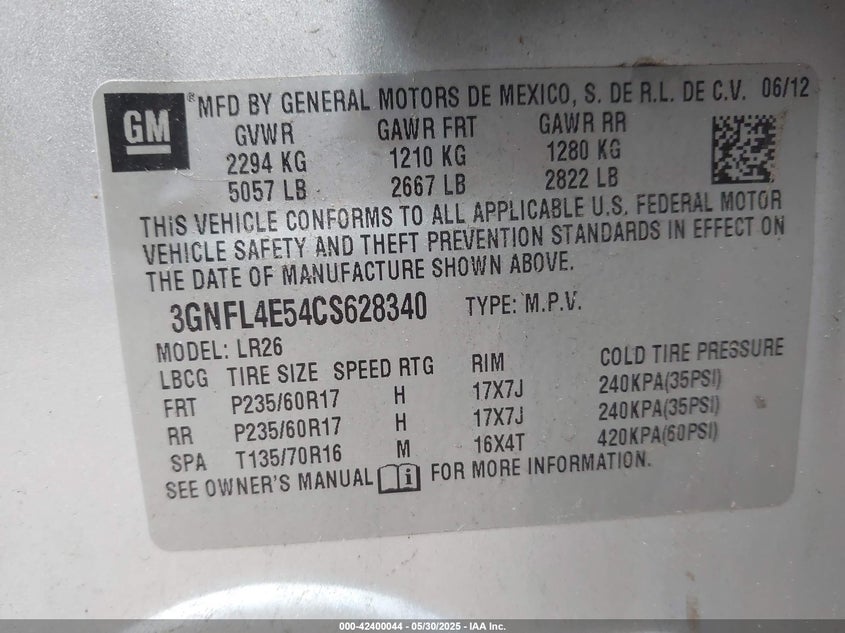 GM
® MFD BY GENERAL MOTORS DE MEXICO, S. DE R.L. DE C.V. 06/12
GVWR GAWR FRT GAWR RR
2294 KG 1210 KG 1280 KG
5057 LB 2667 LB 2822 LB
THIS VEHICLE CONFORMS TO ALL APPLICABLE U.S. FEDERAL MOTOR
VEHICLE SAFETY AND THEFT PREVENTION STANDARDS IN EFFECT ON
THE DATE OF MANUFACTURE SHOWN ABOVE.
3GNFL4E54CS628340 TYPE: M.P.V.
MODEL: LR26
LBCG TIRE SIZE SPEED RTG RIM COLD TIRE PRESSURE
FRT P235/60R17 H 17X7J 240KPA(35PSI)
RR P235/60R17 H 17X7J 240KPA(35PSI)
SPA T135/70R16 M 16X4T 420KPA(60PSI)
SEE OWNER'S MANUAL i FOR MORE INFORMATION.
000-42400044 — 05/30/2025 — IAA Inc.